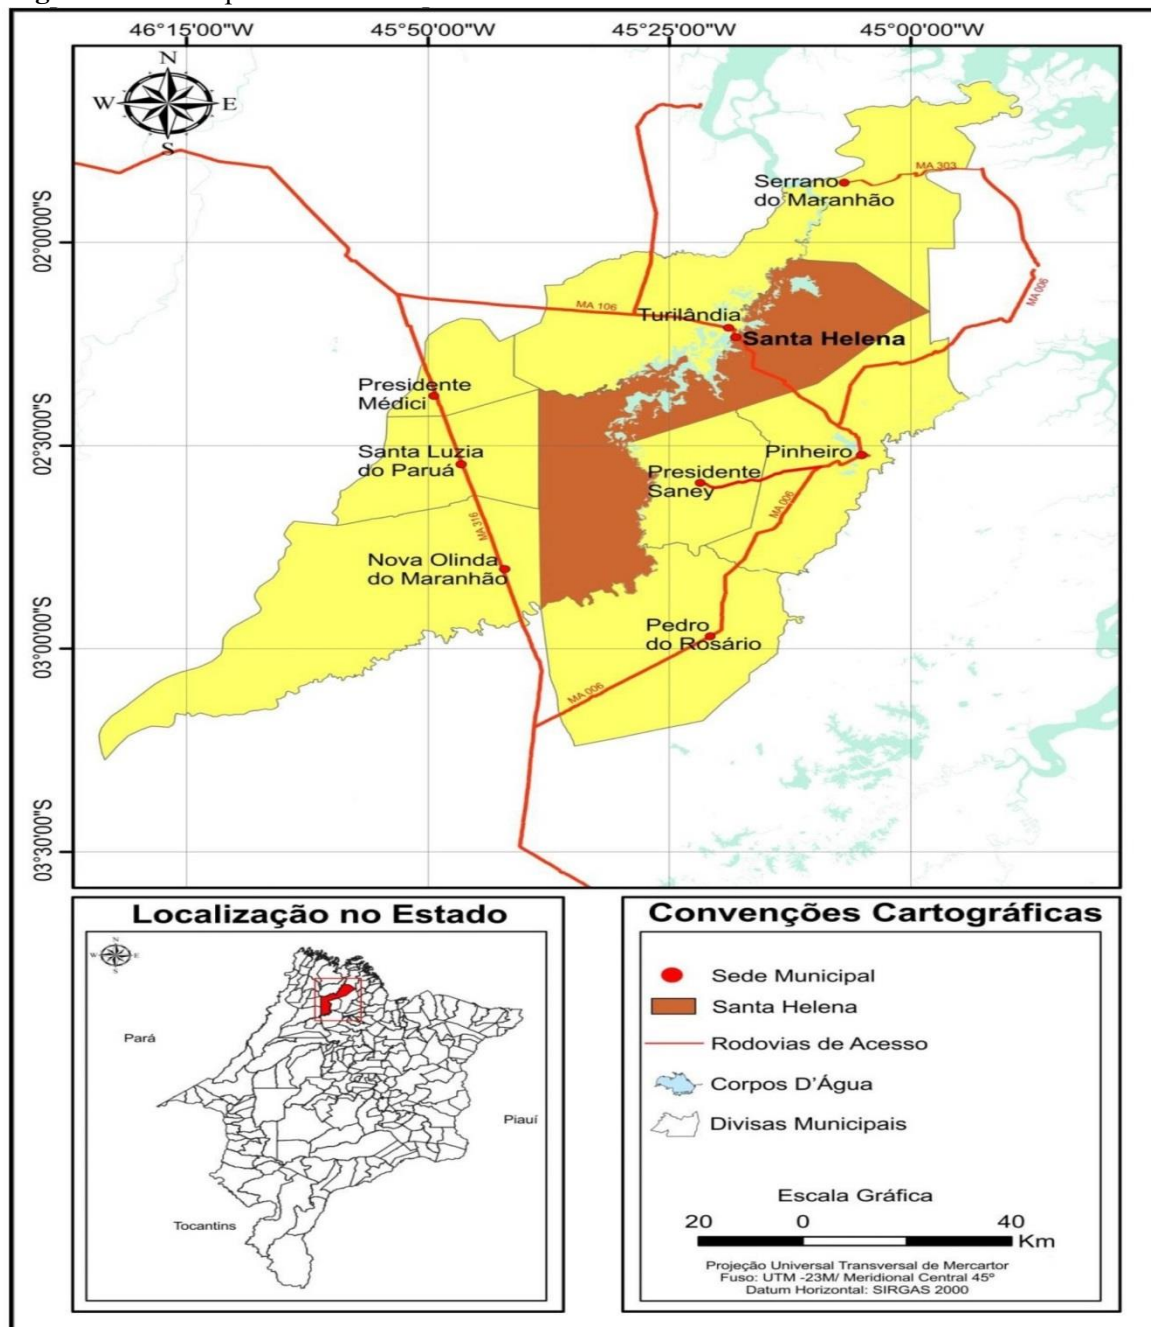 46°15'00"W
45°50'00"W
45°25'00"W
45°00'00"W
N
W
E
S
MA 303
Serrano
do Maranhão
02°00'00"S
MA 006
MA 106
Turilândia
Santa Helena
Presidente
Médici
02°30'00"S
Santa Luzia
do Paruá
Pinheiro
Presidente
Saney
MA 006
MA 316
Nova Olinda
do Maranhão
Pedro
do Rosário
03°00'00"S
MA 006
03°30'00"S
Localização no Estado
N
W
E
S
Pará
Piauí
Tocantins
Convenções Cartográficas
Sede Municipal
Santa Helena
Rodovias de Acesso
Corpos D'Água
Divisas Municipais
Escala Gráfica
20 0 40
Km
Projeção Universal Transversal de Mercartor
Fuso: UTM -23M/ Meridional Central 45º
Datum Horizontal: SIRGAS 2000